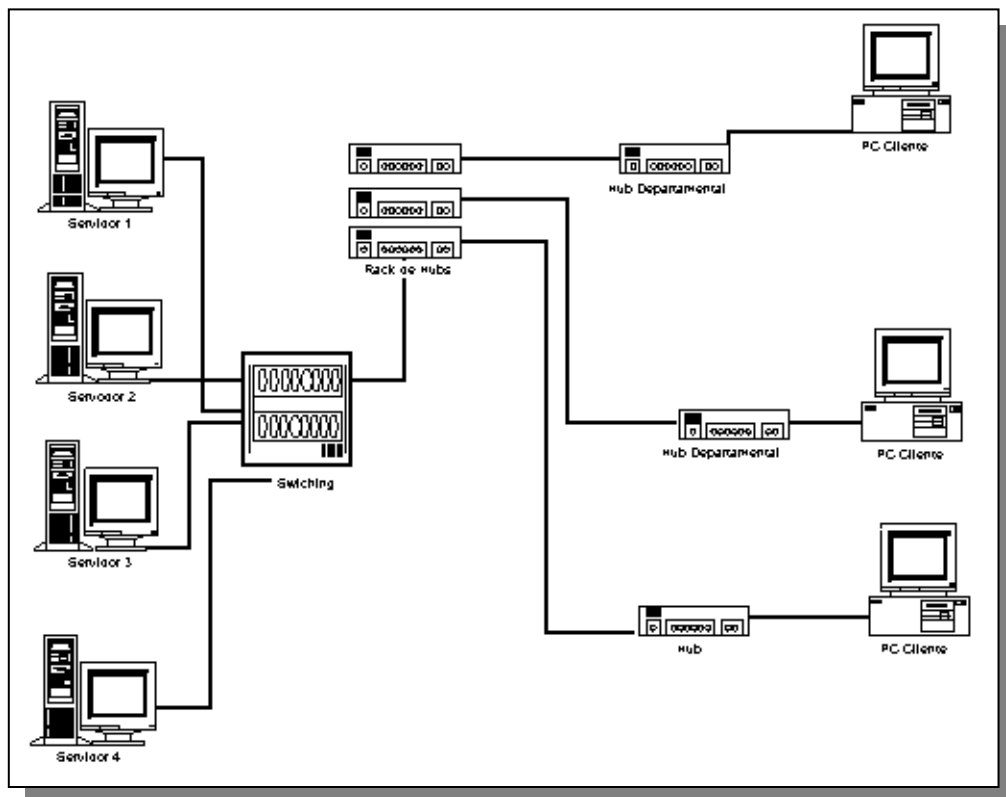 PC Cliente
Servidor 1
Hub Departamental
Rack de Hubs
Servidor 2
Hub Departamental
PC Cliente
Swiching
Servidor 3
Hub
PC Cliente
Servidor 4